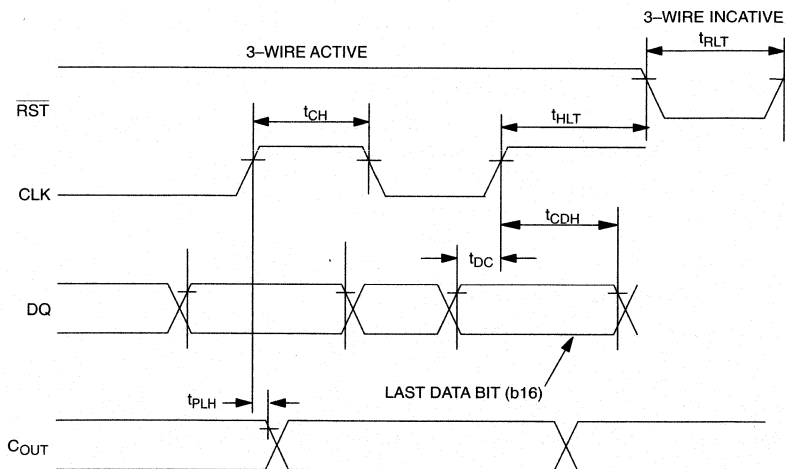 3–WIRE INCATIVE
3–WIRE ACTIVE
tRLT
RST
tCH
tHLT
CLK
tCDH
tDC
DQ
LAST DATA BIT (b16)
tPLH
COUT